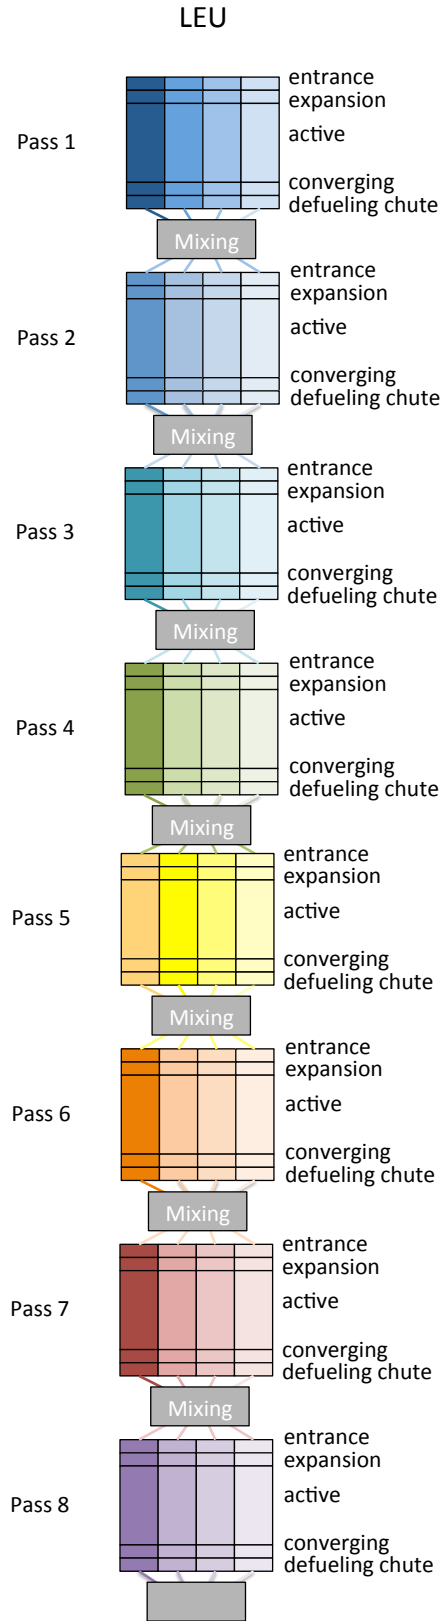 LEU
entrance
expansion
Pass 1
active
converging
defueling chute
Mixing
entrance
expansion
Pass 2
active
converging
defueling chute
Mixing
entrance
expansion
Pass 3
active
converging
defueling chute
Mixing
entrance
expansion
Pass 4
active
converging
defueling chute
Mixing
entrance
expansion
Pass 5
active
converging
defueling chute
Mixing
entrance
expansion
Pass 6
active
converging
defueling chute
Mixing
entrance
expansion
Pass 7
active
converging
defueling chute
Mixing
entrance
expansion
Pass 8
active
converging
defueling chute